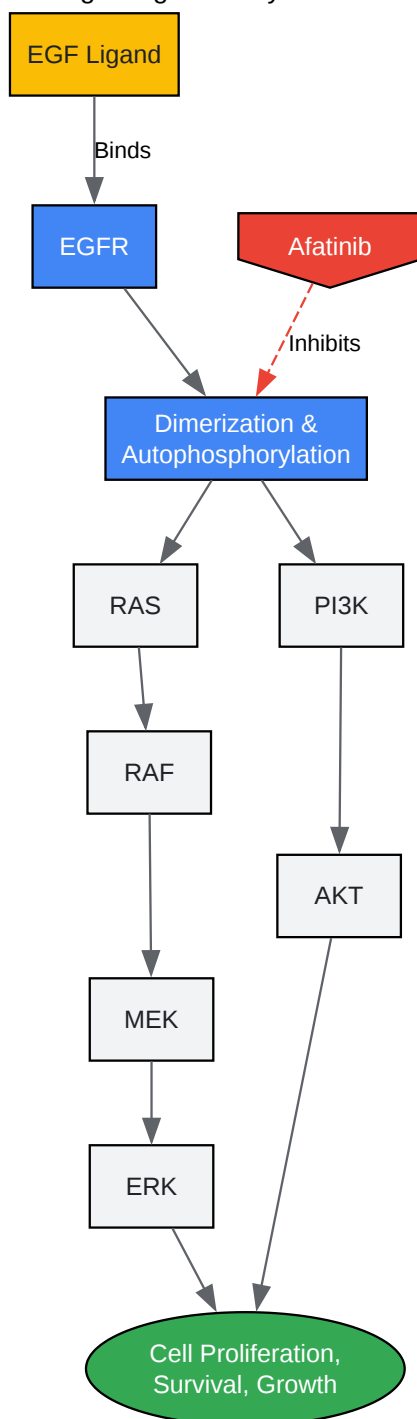 EGF Ligand
Binds
EGFR
Afatinib
Inhibits
Dimerization &
Autophosphorylation
RAS
PI3K
RAF
AKT
MEK
ERK
Cell Proliferation,
Survival, Growth